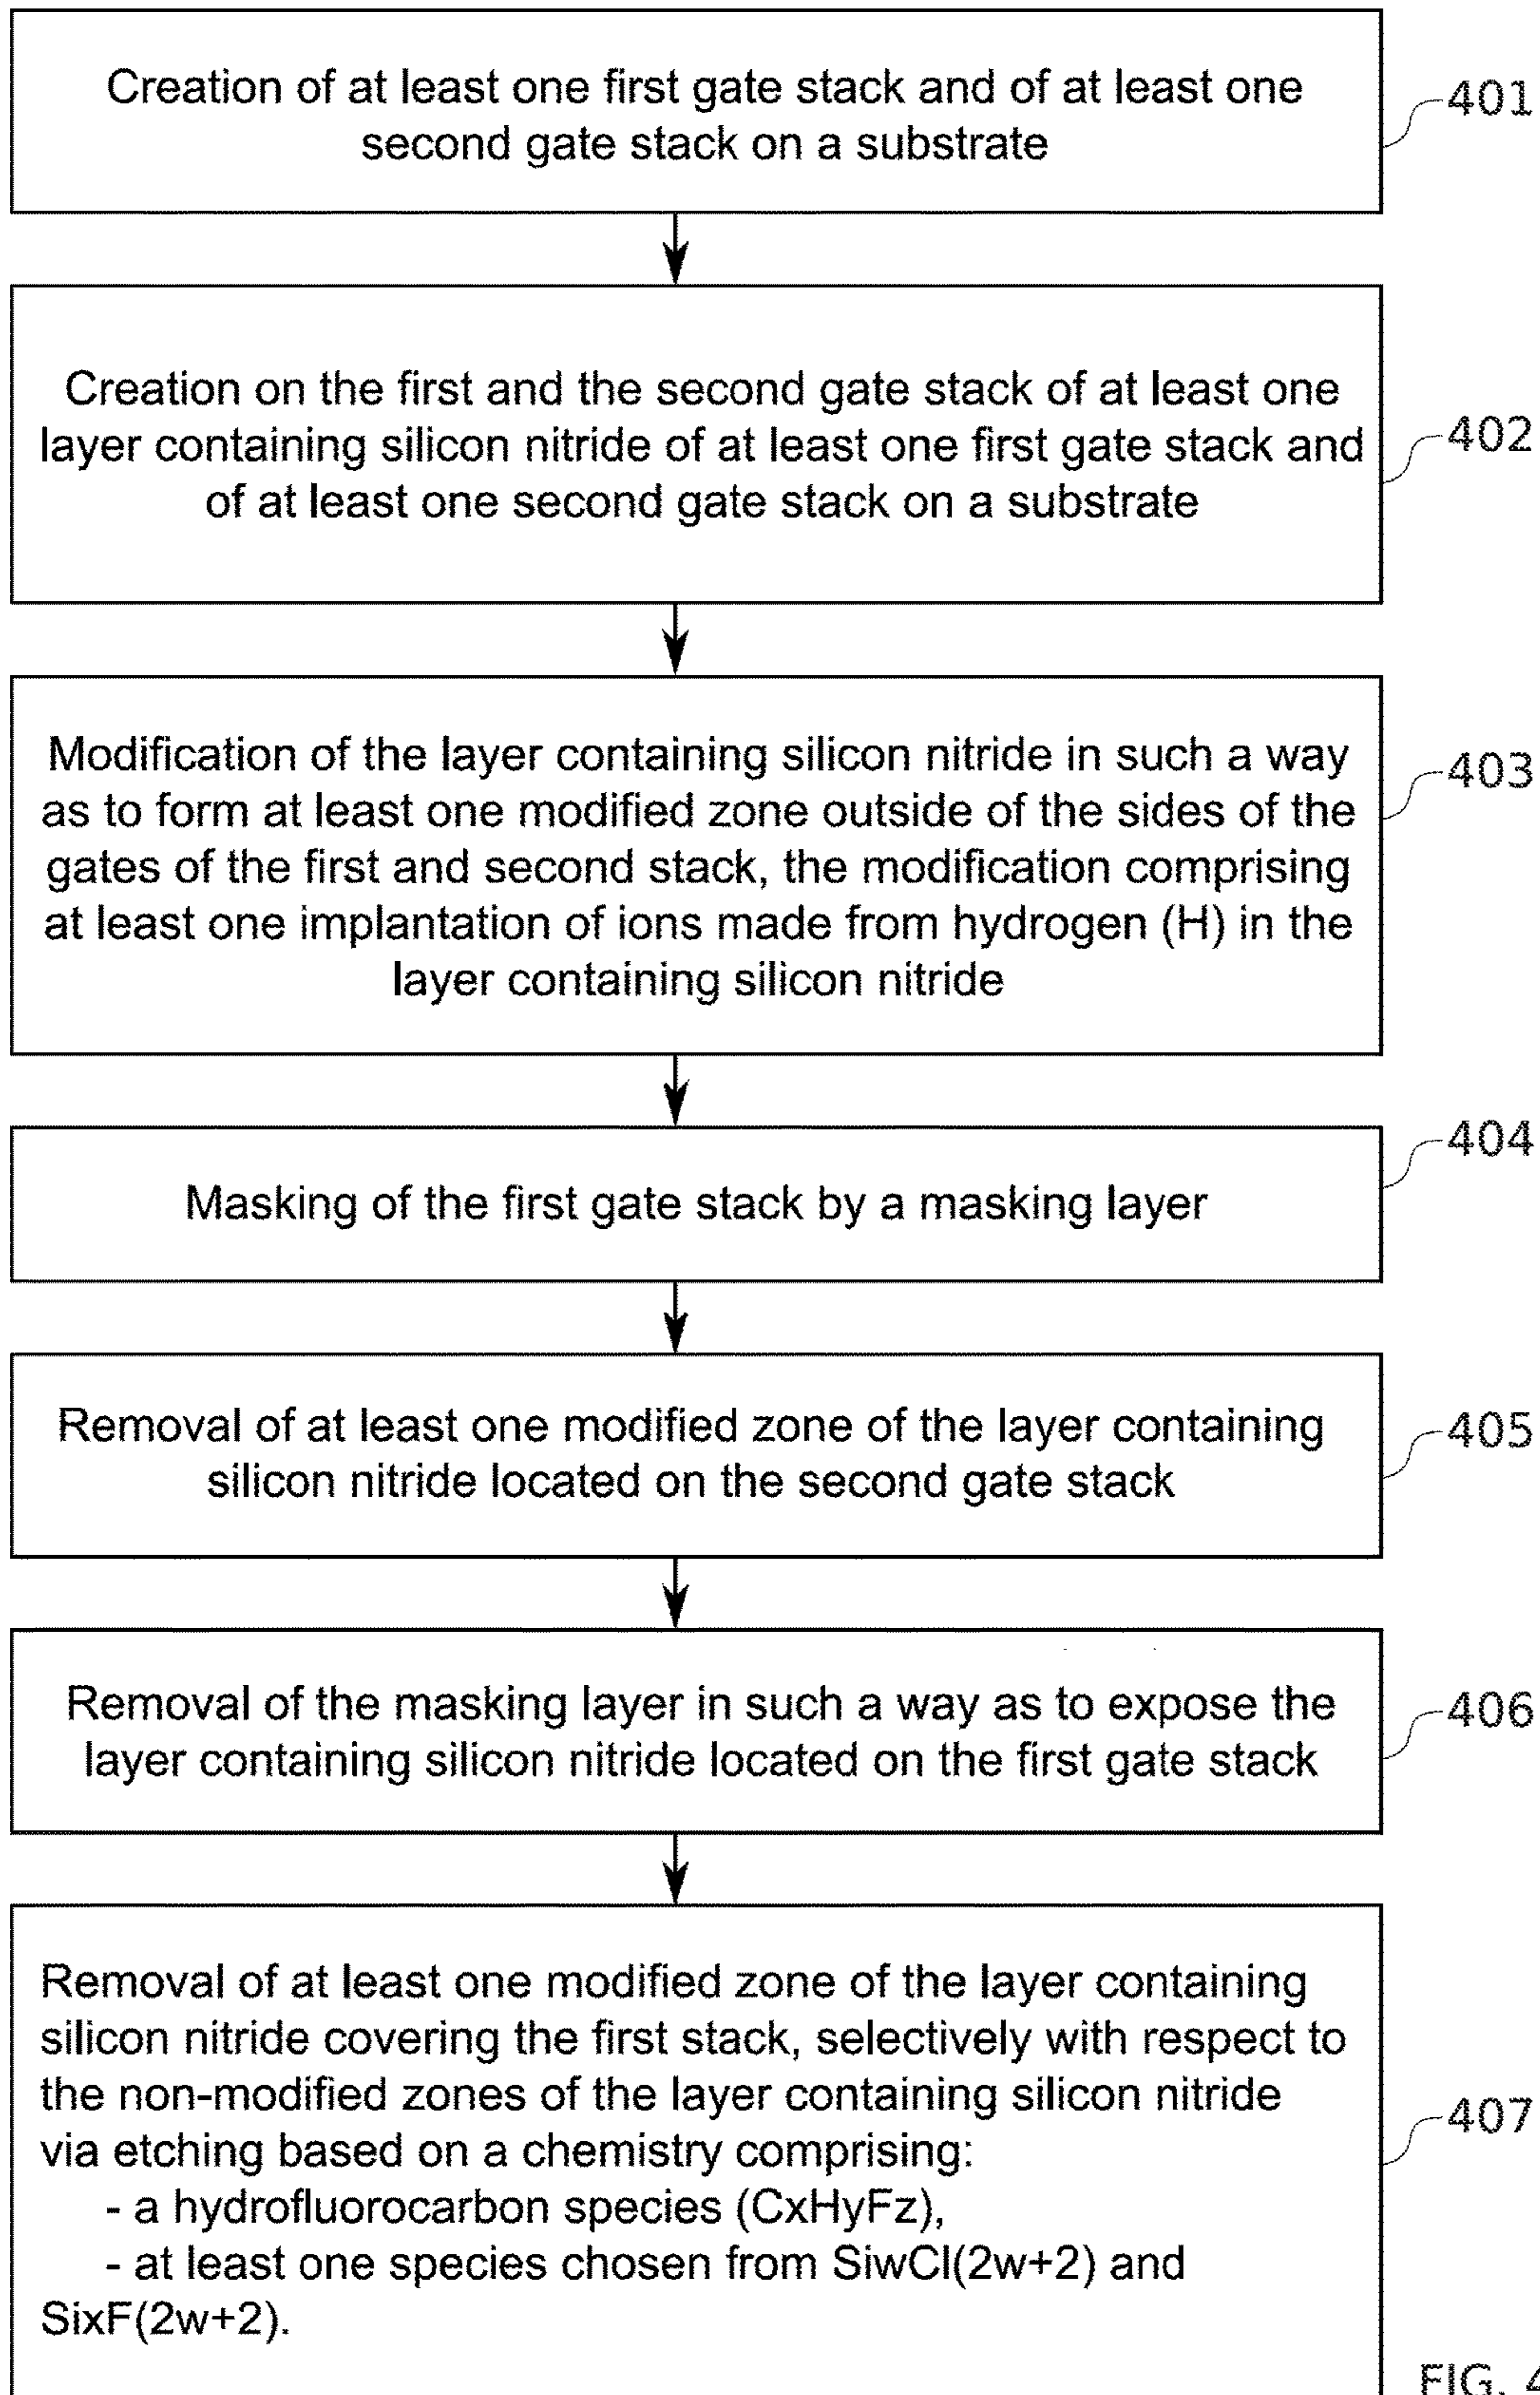 Creation of at least one first gate stack and of at least one
second gate stack on a substrate
401
Creation on the first and the second gate stack of at least one
layer containing silicon nitride of at least one first gate stack and
of at least one second gate stack on a substrate
402
Modification of the layer containing silicon nitride in such a way
as to form at least one modified zone outside of the sides of the
gates of the first and second stack, the modification comprising
at least one implantation of ions made from hydrogen (H) in the
layer containing silicon nitride
403
Masking of the first gate stack by a masking layer
404
Removal of at least one modified zone of the layer containing
silicon nitride located on the second gate stack
405
Removal of the masking layer in such a way as to expose the
layer containing silicon nitride located on the first gate stack
406
Removal of at least one modified zone of the layer containing
silicon nitride covering the first stack, selectively with respect to
the non-modified zones of the layer containing silicon nitride
via etching based on a chemistry comprising:
- a hydrofluorocarbon species (CxHyFz),
- at least one species chosen from SiwCl(2w+2) and
SixF(2w+2).
407
FIG. 4